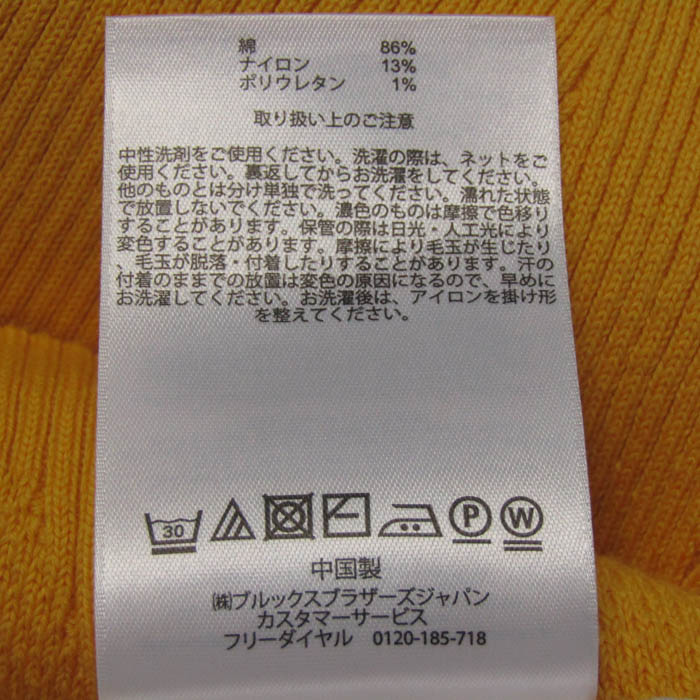 綿 86%
ナイロン 13%
ポリウレタン 1%
取り扱い上のご注意
中性洗剤をご使用ください。洗濯の際は、ネットをご
使用ください。裏返してからお洗濯をしてください。
他のものとは分け単独で洗ってください。濡れた状態
で放置しないでください。濃色のものは摩擦で色移り
することがあります。保管の際は日光・人工光により
変色することがあります。摩擦により毛玉が生じたり
、毛玉が脱落・付着したりすることがあります。汗の
付着のままでの放置は変色の原因になるので、早めに
お洗濯してください。お洗濯後は、アイロンを掛け形
を整えてください。
30 P W
中国製
㈱ブルックスブラザーズジャパン
カスタマーサービス
フリーダイヤル 0120-185-718